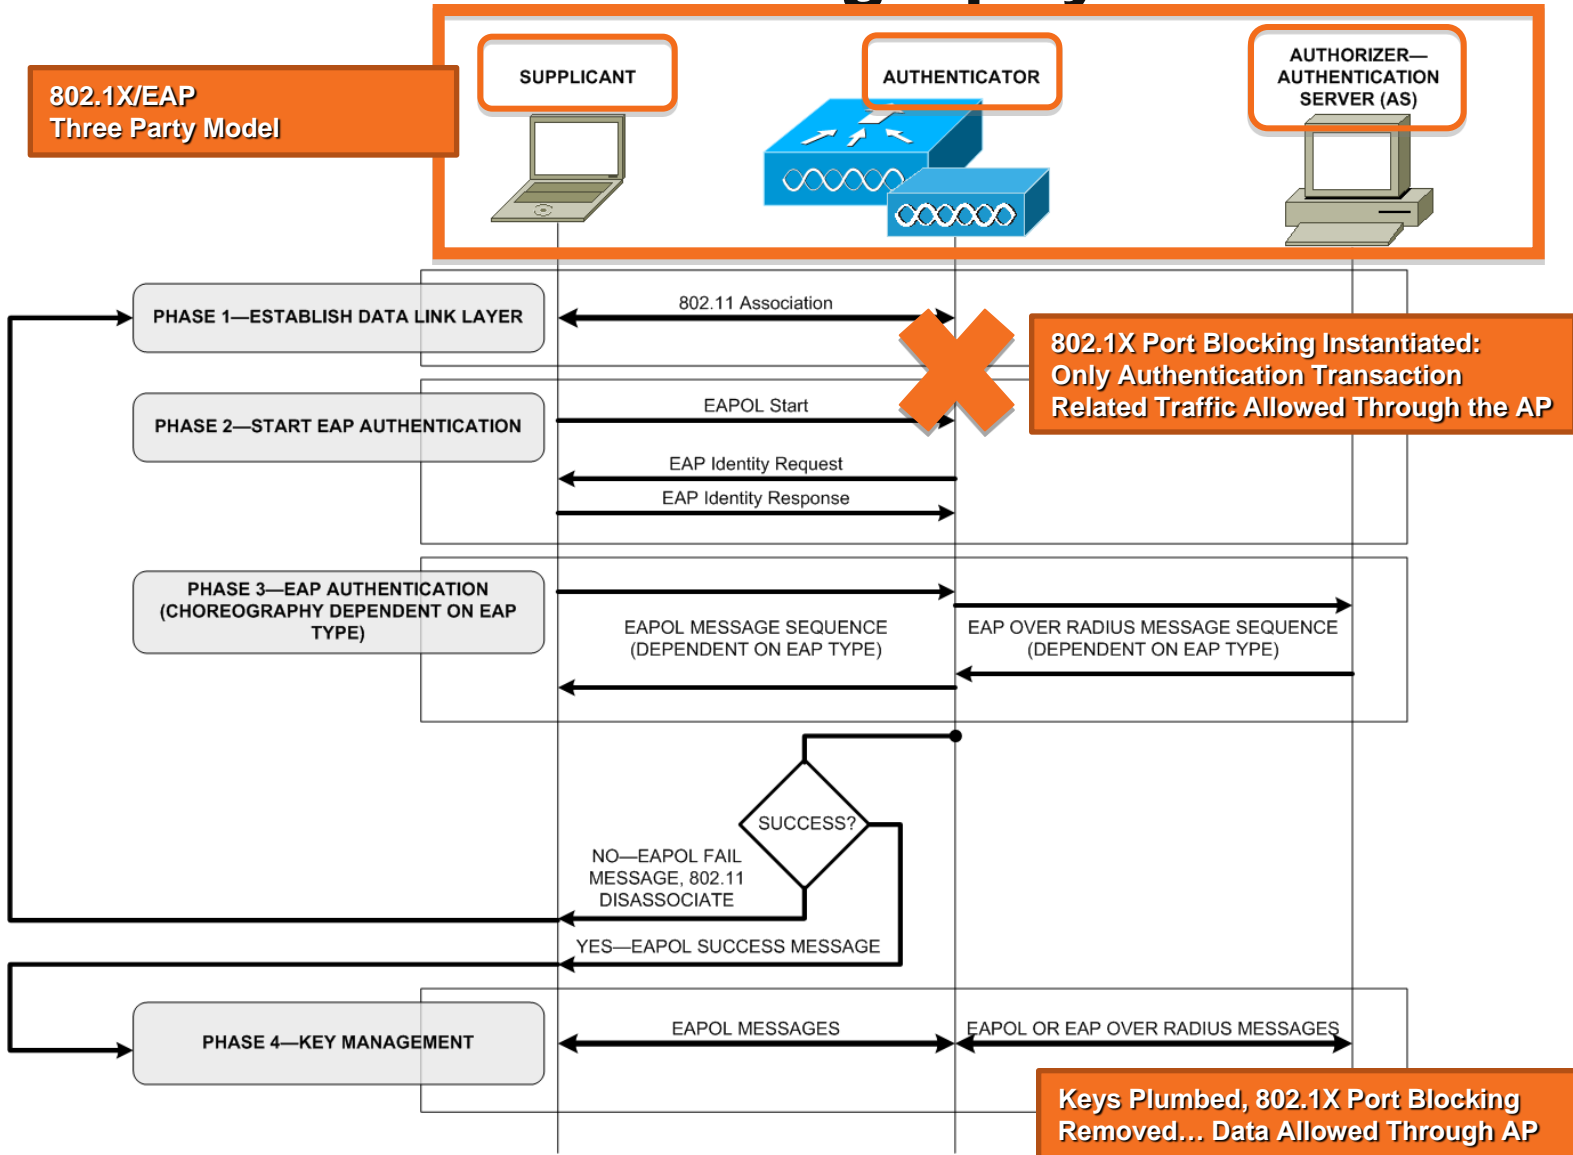 SUPPLICANT
AUTHENTICATOR
AUTHORIZER—
AUTHENTICATION
SERVER (AS)
802.1X/EAP
Three Party Model
PHASE 1—ESTABLISH DATA LINK LAYER
802.11 Association
802.1X Port Blocking Instantiated:
Only Authentication Transaction
Related Traffic Allowed Through the AP
PHASE 2—START EAP AUTHENTICATION
EAPOL Start
EAP Identity Request
EAP Identity Response
PHASE 3—EAP AUTHENTICATION
(CHOREOGRAPHY DEPENDENT ON EAP
TYPE)
EAPOL MESSAGE SEQUENCE
(DEPENDENT ON EAP TYPE)
EAP OVER RADIUS MESSAGE SEQUENCE
(DEPENDENT ON EAP TYPE)
SUCCESS?
NO—EAPOL FAIL
MESSAGE, 802.11
DISASSOCIATE
YES—EAPOL SUCCESS MESSAGE
PHASE 4—KEY MANAGEMENT
EAPOL MESSAGES
EAPOL OR EAP OVER RADIUS MESSAGES
Keys Plumbed, 802.1X Port Blocking
Removed… Data Allowed Through AP